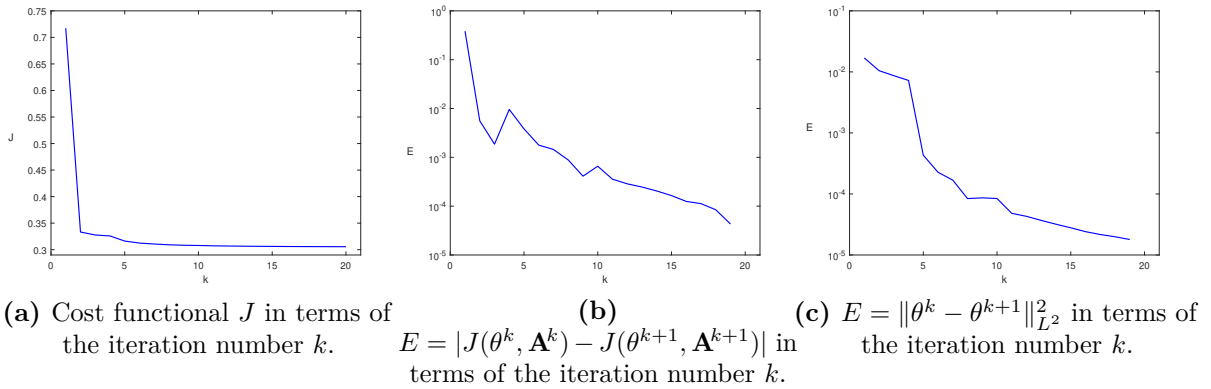 0.75
0.7
0.65
0.6
0.55
0.5
0.45
0.4
0.35
0.3
J
0 5 10 15 20
k
(a) Cost functional J in terms of
the iteration number k.
10^0
10^-1
10^-2
10^-3
10^-4
10^-5
E
0 5 10 15 20
k
(b)
E = |J(θ^k, A^k) − J(θ^{k+1}, A^{k+1})| in
terms of the iteration number k.
10^-1
10^-2
10^-3
10^-4
10^-5
E
0 5 10 15 20
k
(c) E = ‖θ^k − θ^{k+1}‖²_{L²} in terms of
the iteration number k.